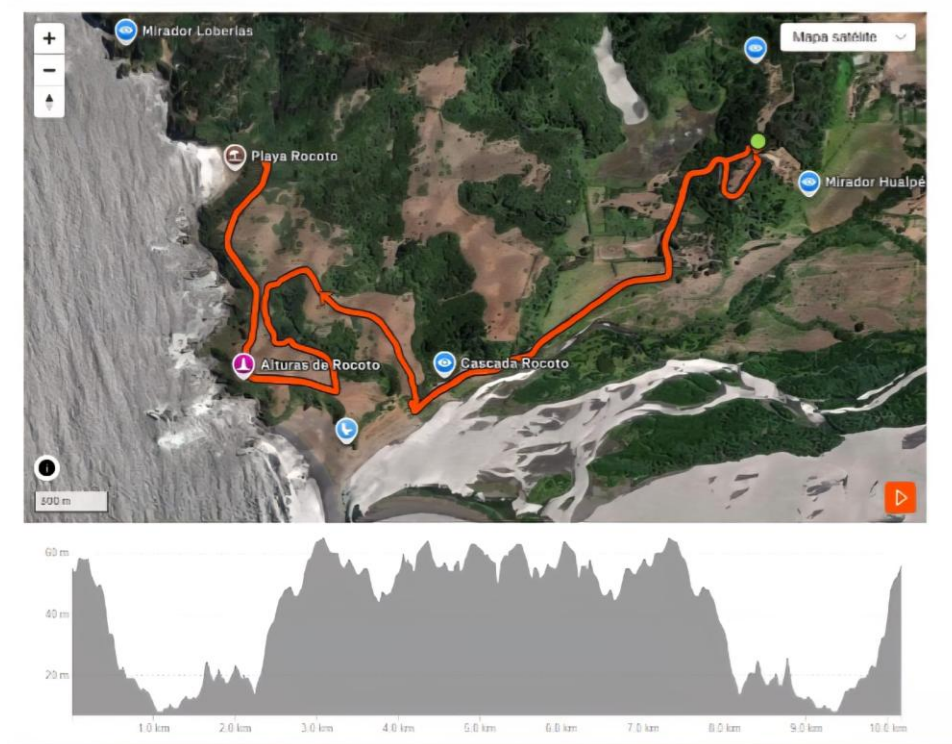 +
Mirador Loberías
Mapa satélite
−
Playa Rocoto
Mirador Hualpé
Alturas de Rocoto
Cascada Rocoto
300 m
60 m
40 m
20 m
1.0 km
2.0 km
3.0 km
4.0 km
5.0 km
6.0 km
7.0 km
8.0 km
9.0 km
10.0 km